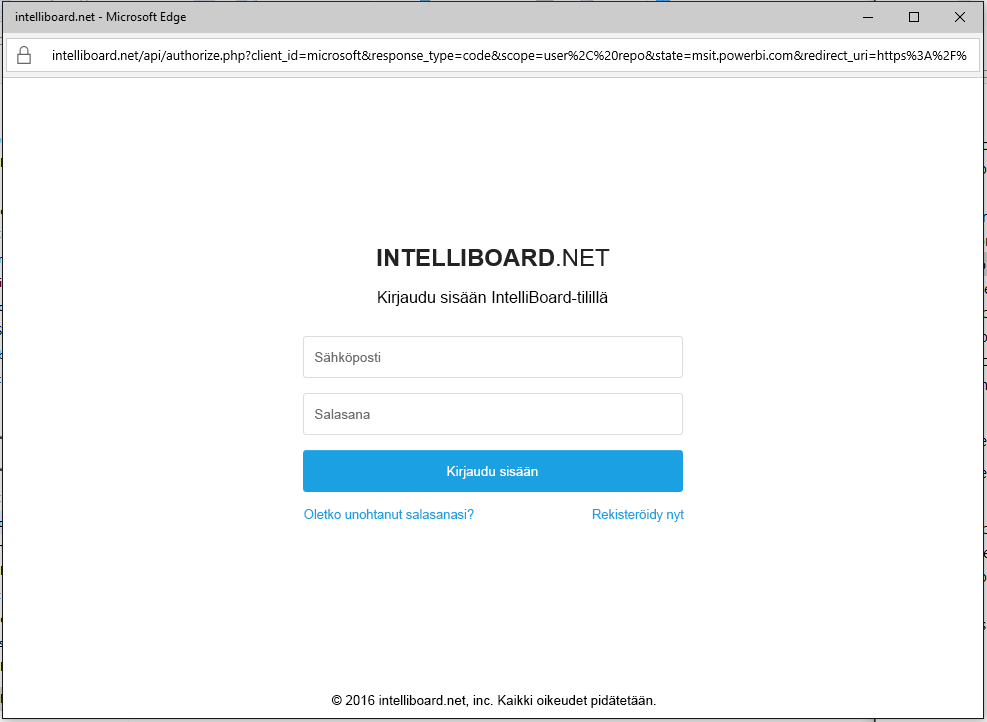 intelliboard.net - Microsoft Edge
intelliboard.net/api/authorize.php?client_id=microsoft&response_type=code&scope=user%2C%20repo&state=msit.powerbi.com&redirect_uri=https%3A%2F%
INTELLIBOARD.NET
Kirjaudu sisään IntelliBoard-tilillä
Sähköposti
Salasana
Kirjaudu sisään
Oletko unohtanut salasanasi? Rekisteröidy nyt
© 2016 intelliboard.net, inc. Kaikki oikeudet pidätetään.